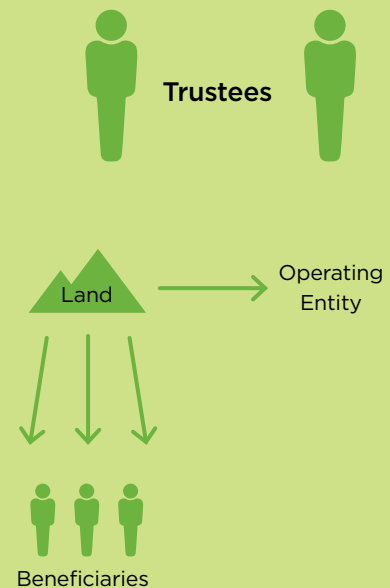 Trustees
Land
Operating
Entity
Beneficiaries